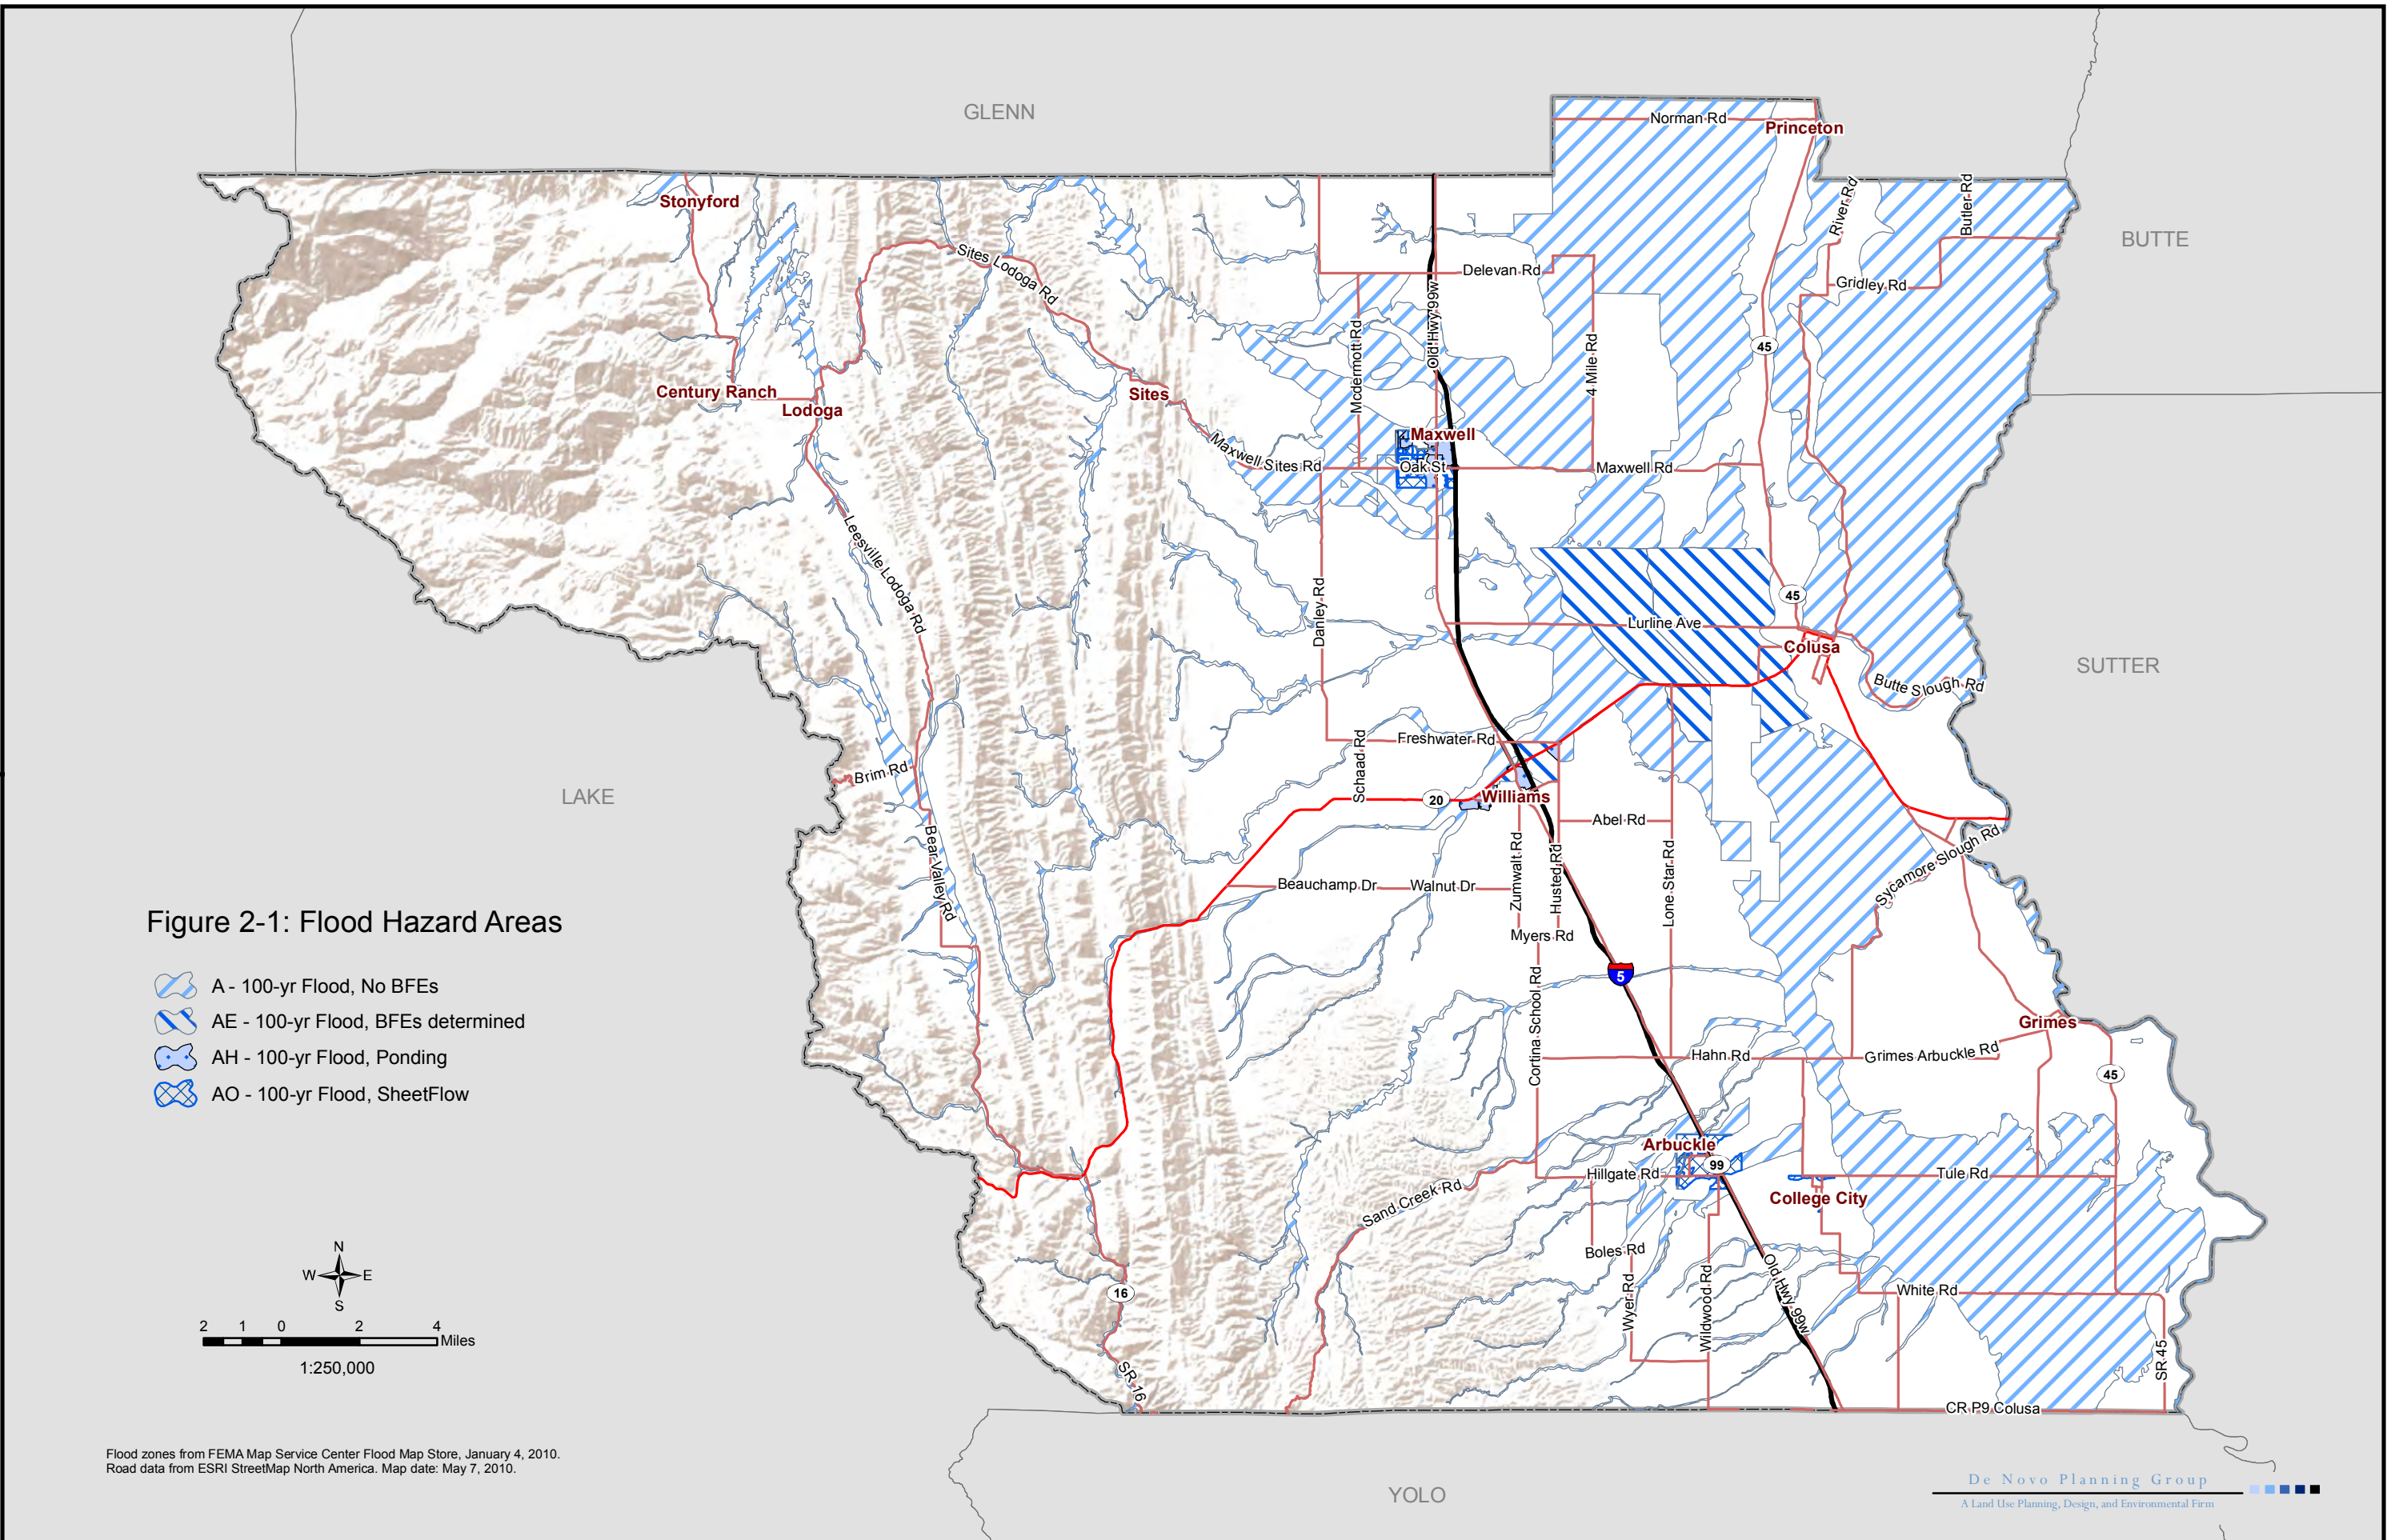 GLENN
Norman Rd
Princeton
Stonyford
River Rd
Butler Rd
BUTTE
Sites Lodoga Rd
Delevan Rd
Gridley Rd
Old Hwy 99w
Mcdermott Rd
4 Mile Rd
45
Century Ranch
Lodoga
Sites
Maxwell
Maxwell Sites Rd
Oak St
Maxwell Rd
Leesville Lodoga Rd
Danley Rd
45
Lurline Ave
Colusa
SUTTER
Butte Slough Rd
Freshwater Rd
Schaad Rd
Brim Rd
LAKE
20
Williams
Abel Rd
Bear Valley Rd
Zumwalt Rd
Husted Rd
Lone Star Rd
Sycamore Slough Rd
Beauchamp Dr
Walnut Dr
Myers Rd
Figure 2-1: Flood Hazard Areas
A - 100-yr Flood, No BFEs
AE - 100-yr Flood, BFEs determined
AH - 100-yr Flood, Ponding
AO - 100-yr Flood, SheetFlow
5
Cortina School Rd
Grimes
Hahn Rd
Grimes Arbuckle Rd
45
Arbuckle
99
Hillgate Rd
Tule Rd
Sand Creek Rd
College City
Boles Rd
Old Hwy 99w
Wyer Rd
Wildwood Rd
White Rd
16
SR 16
SR 45
CR P9 Colusa
N
W E
S
2 1 0 2 4
Miles
1:250,000
Flood zones from FEMA Map Service Center Flood Map Store, January 4, 2010.
Road data from ESRI StreetMap North America. Map date: May 7, 2010.
YOLO
De Novo Planning Group
A Land Use Planning, Design, and Environmental Firm